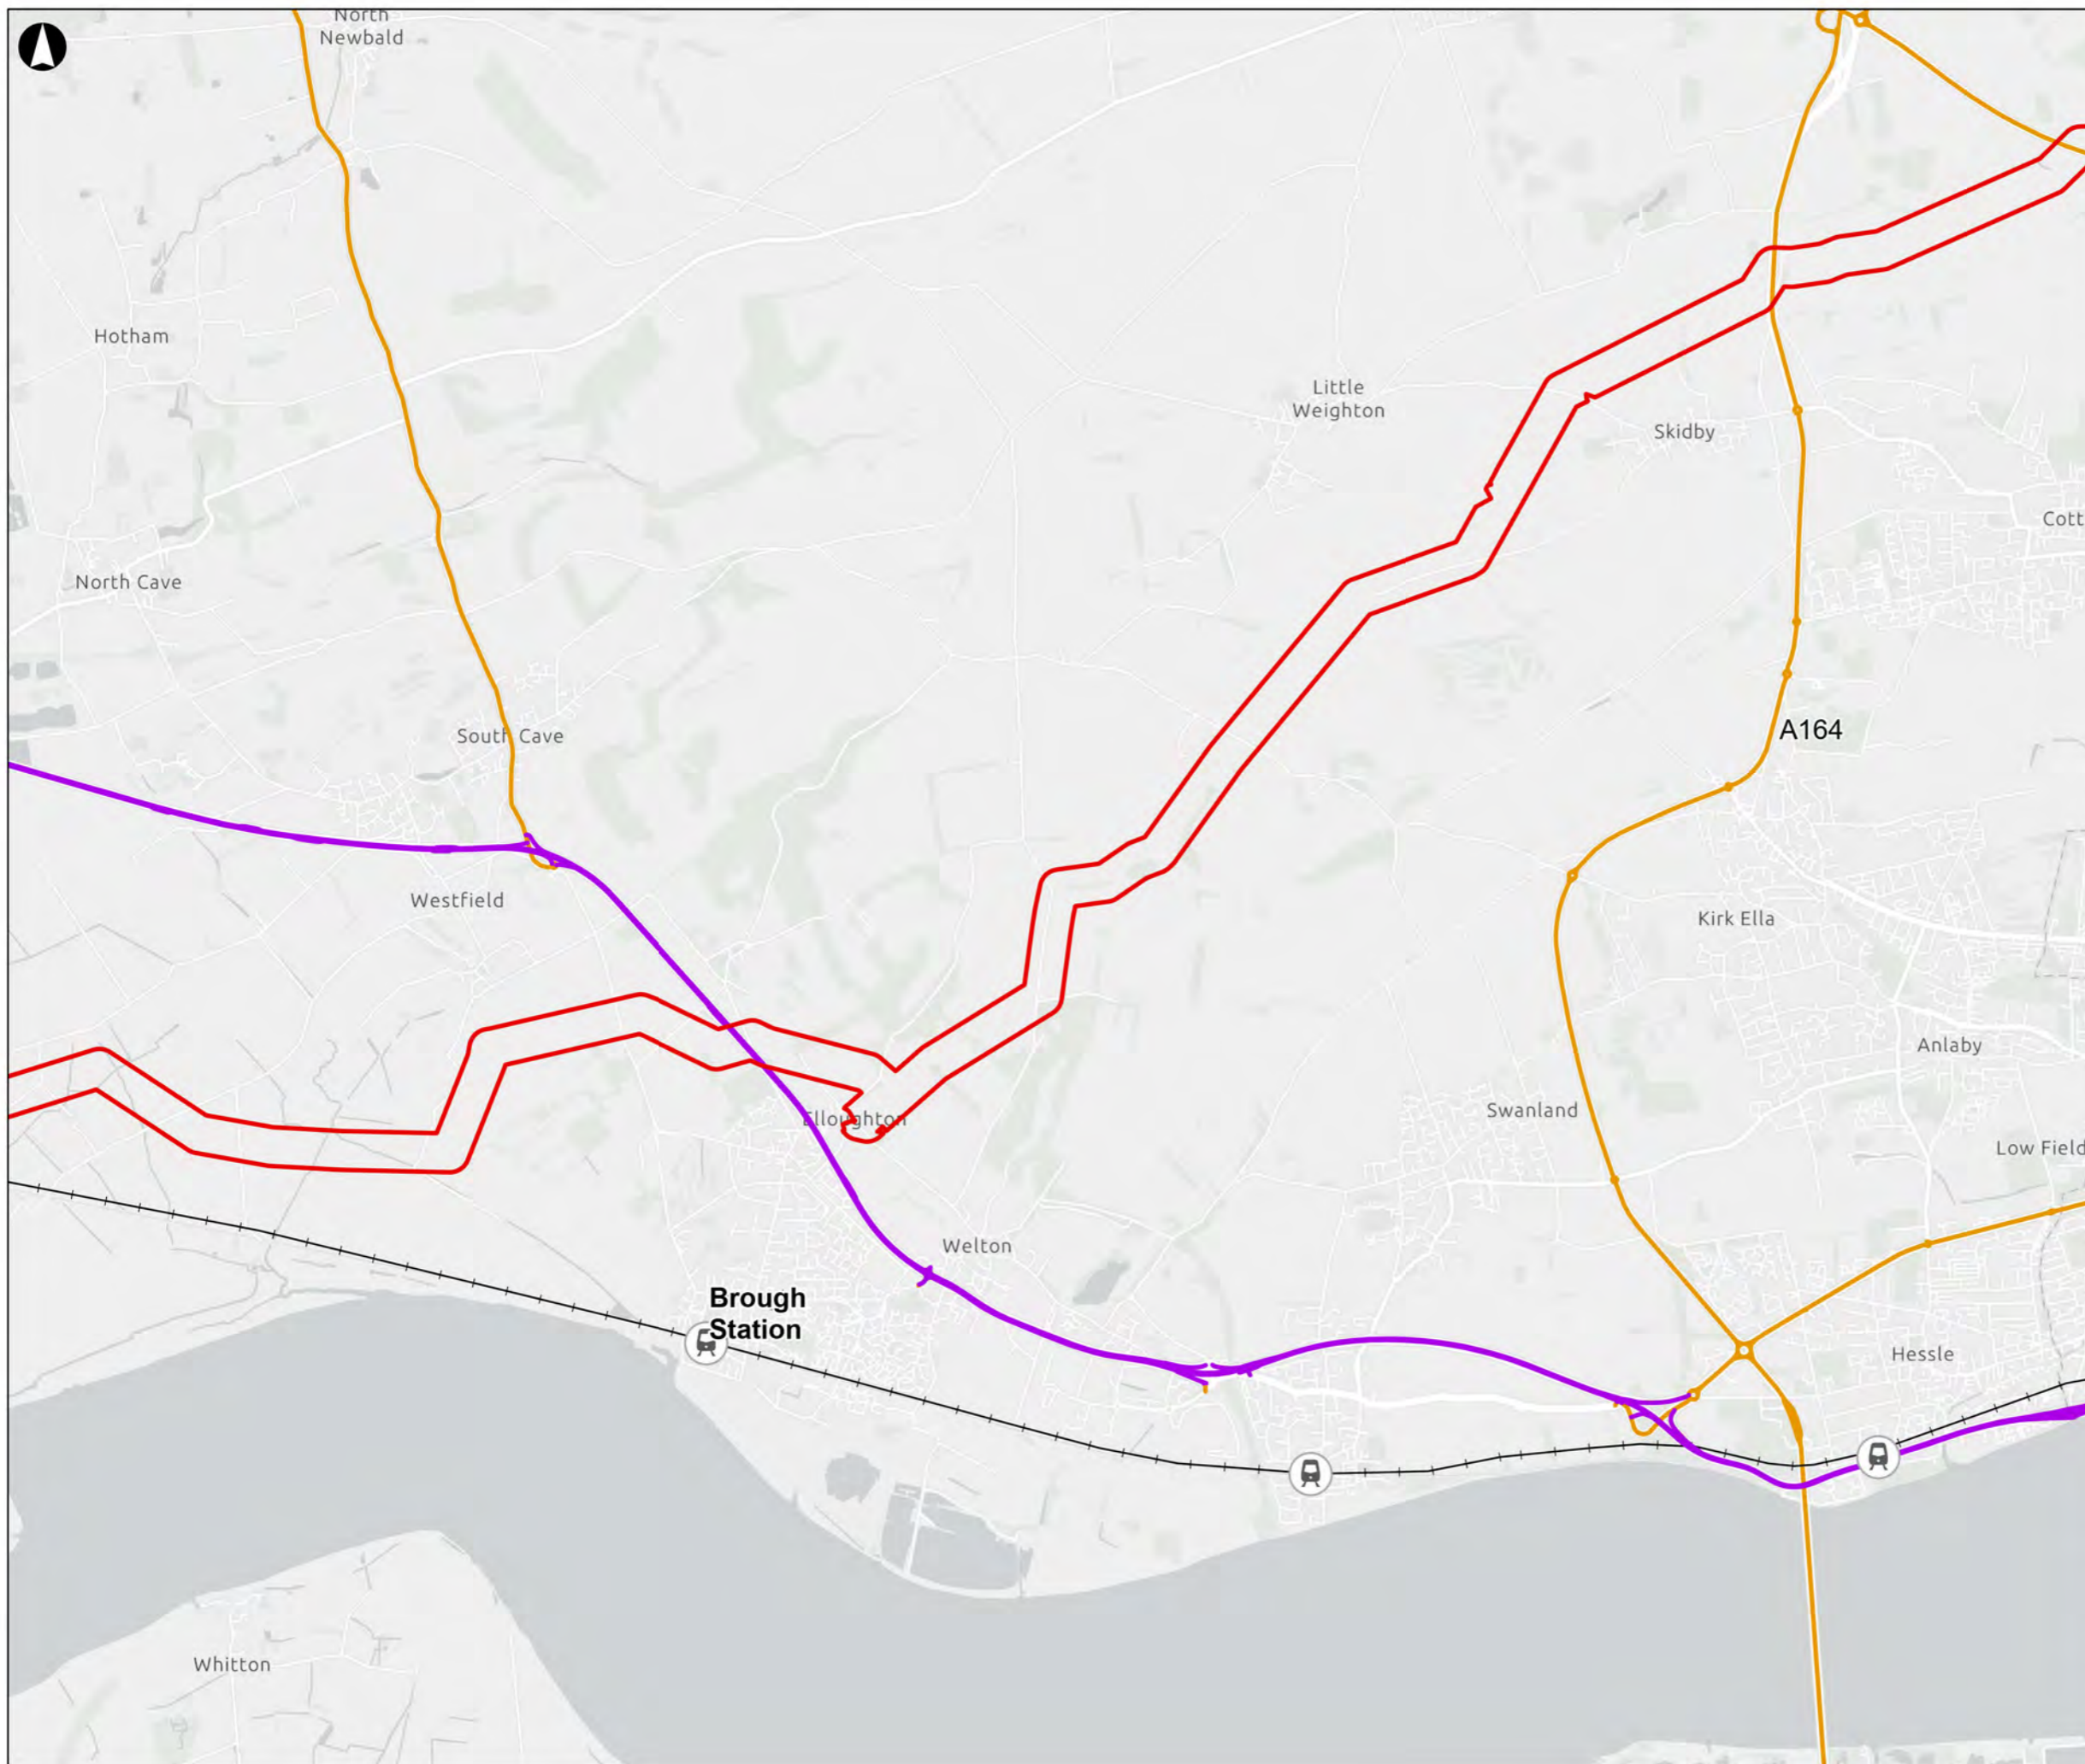 North
Newbald
Hotham
Little
Weighton
Skidby
Cott
North Cave
South Cave
A164
Westfield
Kirk Ella
Anlaby
Elloughton
Swanland
Low Field
Welton
Brough
Station
Hessle
Whitton